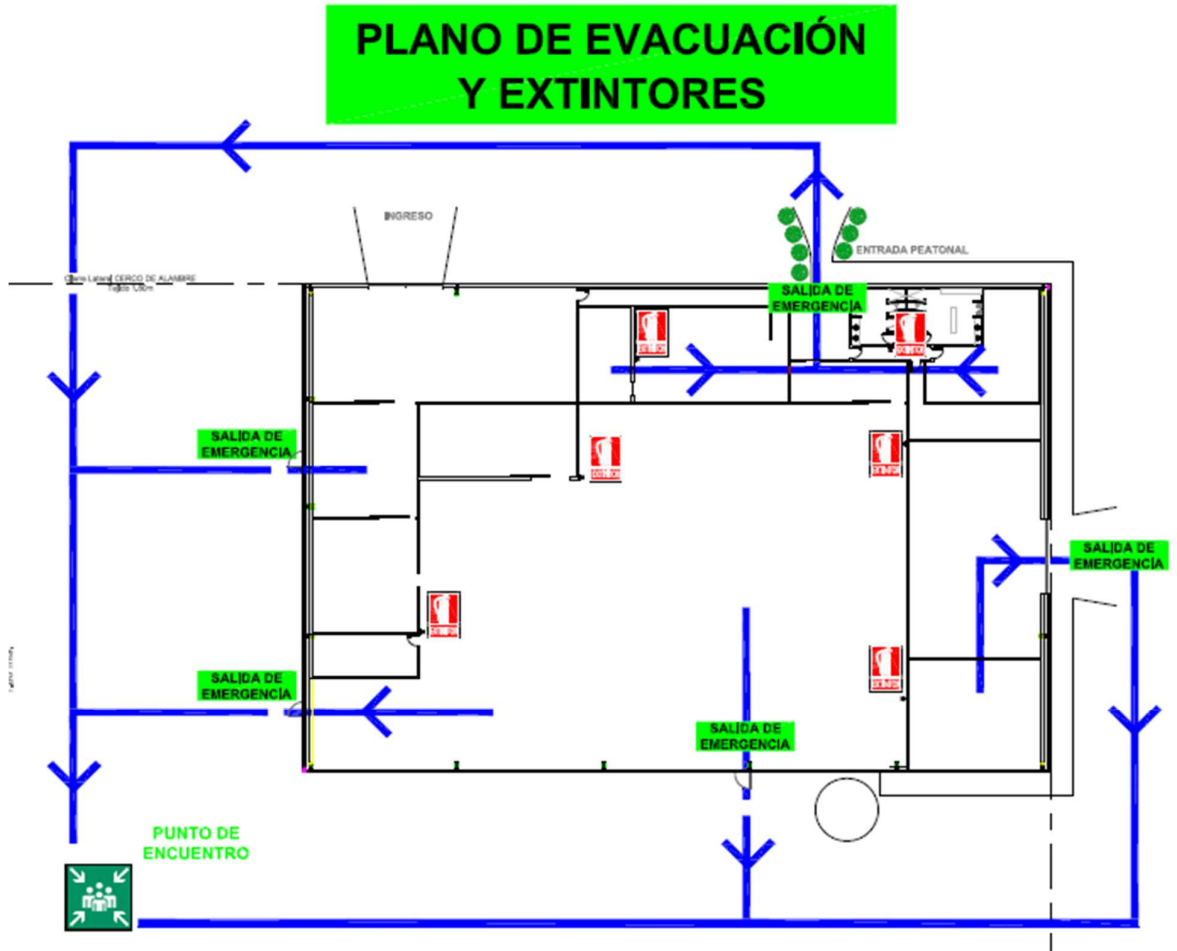 PLANO DE EVACUACIÓN
Y EXTINTORES
INGRESO
ENTRADA PEATONAL
Lateral CERCO DE ALAMBRE
SALIDA DE
EMERGENCIA
SALIDA DE
EMERGENCIA
SALIDA DE
EMERGENCIA
SALIDA DE
EMERGENCIA
SALIDA DE
EMERGENCIA
PUNTO DE
ENCUENTRO